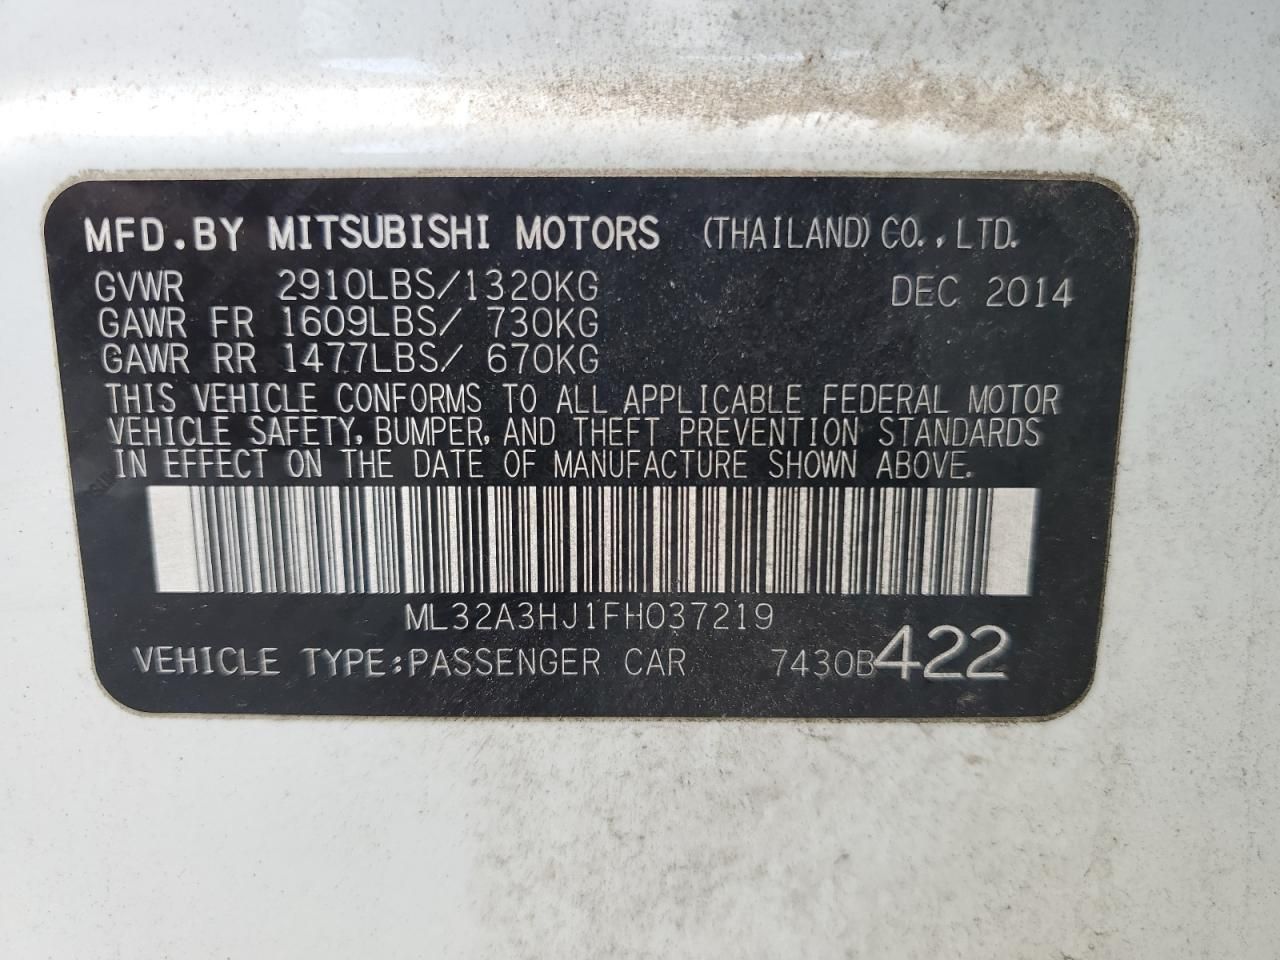 MFD.BY MITSUBISHI MOTORS (THAILAND) CO.,LTD.
GVWR 2910LBS/1320KG DEC 2014
GAWR FR 1609LBS/ 730KG
GAWR RR 1477LBS/ 670KG
THIS VEHICLE CONFORMS TO ALL APPLICABLE FEDERAL MOTOR
VEHICLE SAFETY, BUMPER, AND THEFT PREVENTION STANDARDS
IN EFFECT ON THE DATE OF MANUFACTURE SHOWN ABOVE.
ML32A3HJ1FH037219
VEHICLE TYPE:PASSENGER CAR 7430B422